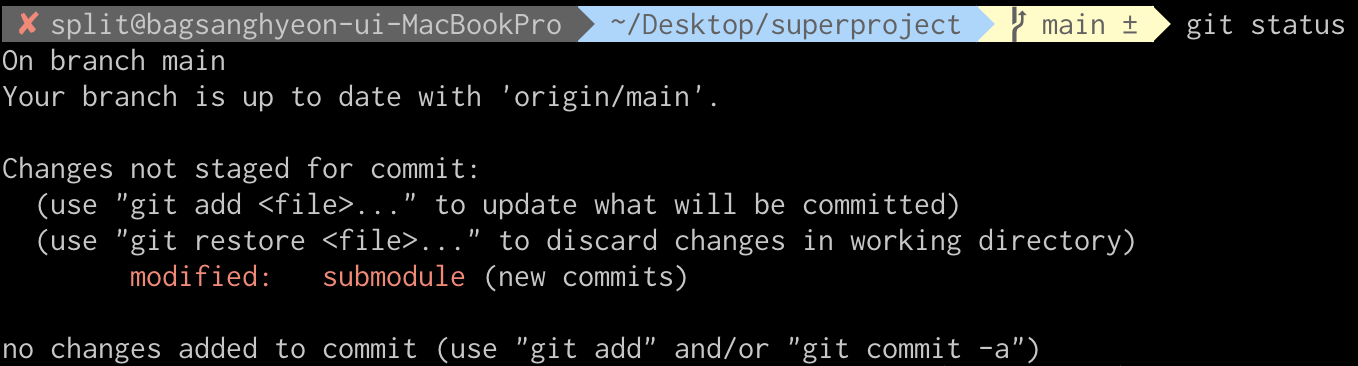 ✘ split@bagsanghyeon-ui-MacBookPro ~/Desktop/superproject main ± git status
On branch main
Your branch is up to date with 'origin/main'.
Changes not staged for commit:
(use "git add <file>..." to update what will be committed)
(use "git restore <file>..." to discard changes in working directory)
modified: submodule (new commits)
no changes added to commit (use "git add" and/or "git commit -a")